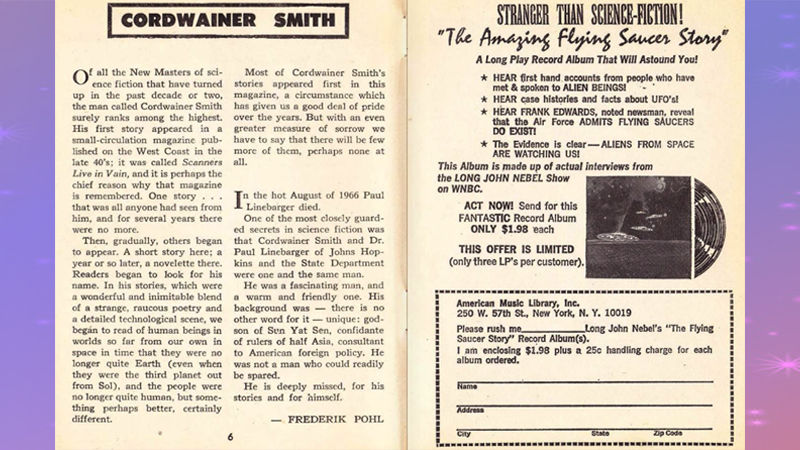 CORDWAINER SMITH
Of all the New Masters of sci-
ence fiction that have turned
up in the past decade or two,
the man called Cordwainer Smith
surely ranks among the highest.
His first story appeared in a
small-circulation magazine pub-
lished on the West Coast in the
late 40's; it was called Scanners
Live in Vain, and it is perhaps the
chief reason why that magazine
is remembered. One story . . .
that was all anyone had seen from
him, and for several years there
were no more.
Then, gradually, others began
to appear. A short story here; a
year or so later, a novelette there.
Readers began to look for his
name. In his stories, which were
a wonderful and inimitable blend
of a strange, raucous poetry and
a detailed technological scene, we
began to read of human beings in
worlds so far from our own in
space in time that they were no
longer quite Earth (even when
they were the third planet out
from Sol), and the people were
no longer quite human, but some-
thing perhaps better, certainly
different.
Most of Cordwainer Smith's
stories appeared first in this
magazine, a circumstance which
has given us a good deal of pride
over the years. But with an even
greater measure of sorrow we
have to say that there will be few
more of them, perhaps none at
all.
In the hot August of 1966 Paul
Linebarger died.
One of the most closely guard-
ed secrets in science fiction was
that Cordwainer Smith and Dr.
Paul Linebarger of Johns Hop-
kins and the State Department
were one and the same man.
He was a fascinating man, and
a warm and friendly one. His
background was — there is no
other word for it — unique: god-
son of Sun Yat Sen, confidante
of rulers of half Asia, consultant
to American foreign policy. He
was not a man who could readily
be spared.
He is deeply missed, for his
stories and for himself.
— FREDERIK POHL
6
STRANGER THAN SCIENCE-FICTION!
"The Amazing Flying Saucer Story"
A Long Play Record Album That Will Astound You!
★ HEAR first hand accounts from people who have
met & spoken to ALIEN BEINGS!
★ HEAR case histories and facts about UFO's!
★ HEAR FRANK EDWARDS, noted newsman, reveal
that the Air Force ADMITS FLYING SAUCERS
DO EXIST!
★ The Evidence is clear—ALIENS FROM SPACE
ARE WATCHING US!
This Album is made up of actual interviews from
the LONG JOHN NEBEL Show
on WNBC.
ACT NOW! Send for this
FANTASTIC Record Album
ONLY $1.98 each
THIS OFFER IS LIMITED
(only three LP's per customer).
American Music Library, Inc.
250 W. 57th St., New York, N. Y. 10019
Please rush me____________Long John Nebel's "The Flying
Saucer Story" Record Album(s).
I am enclosing $1.98 plus a 25c handling charge for each
album ordered.
Name
Address
City State Zip Code